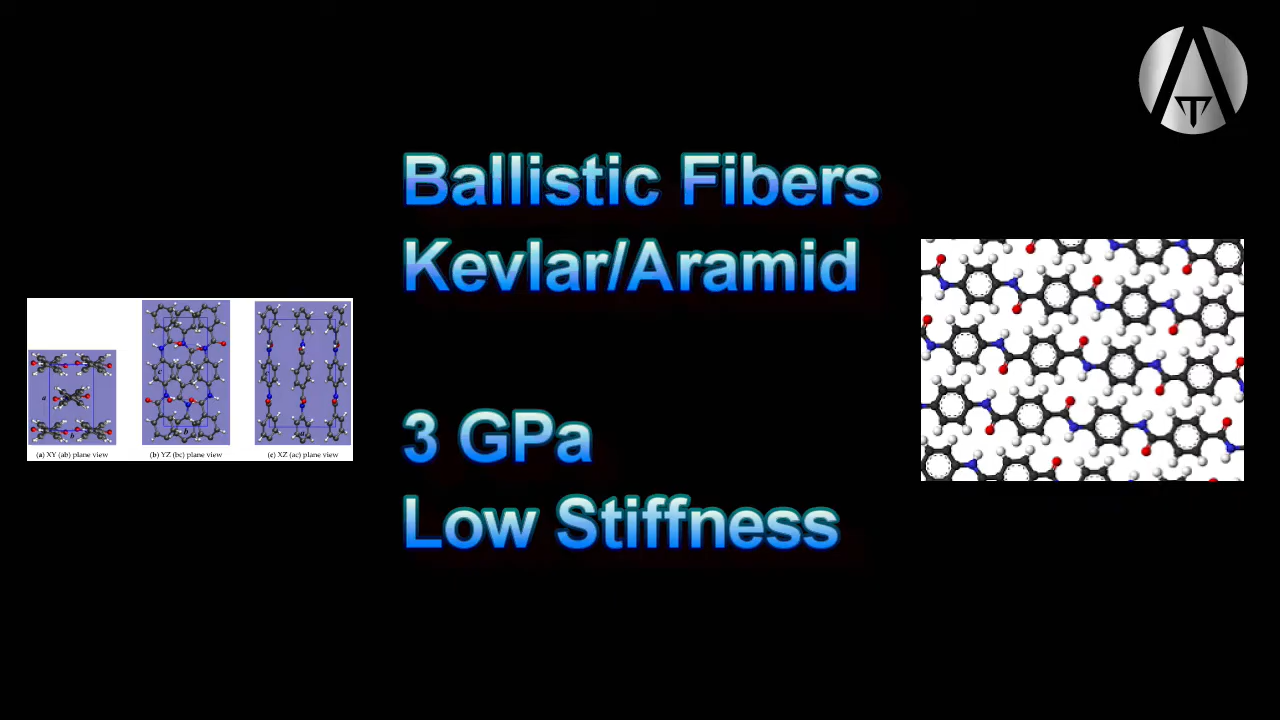 Ballistic Fibers
Kevlar/Aramid
3 GPa
Low Stiffness
(a) XY (ab) plane view
(b) YZ (bc) plane view
(c) XZ (ac) plane view